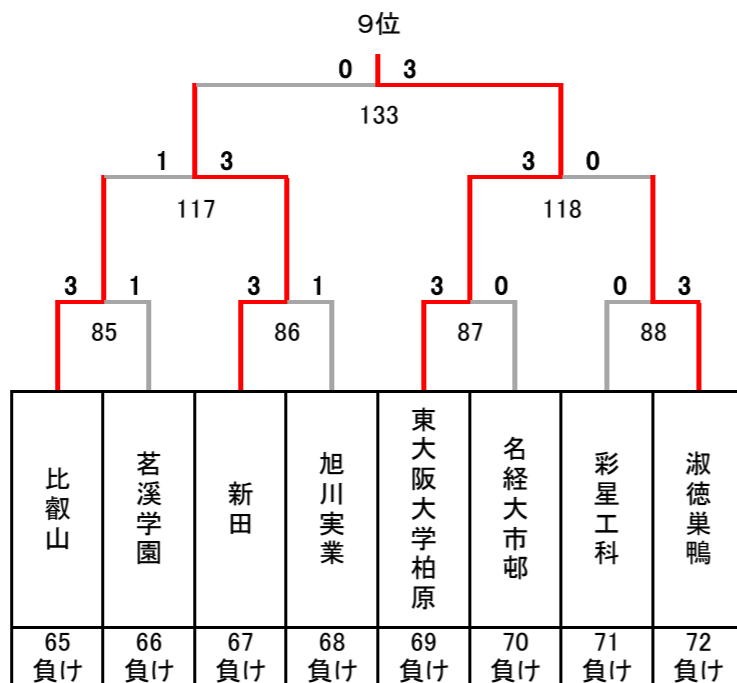 9位
0 3
133
1 3 3 0
117 118
3 1 3 1 3 0 0 3
85 86 87 88
比叡山
茗溪学園
新田
旭川実業
東大阪大学柏原
名経大市邨
彩星工科
淑徳巣鴨
65 66 67 68 69 70 71 72
負け 負け 負け 負け 負け 負け 負け 負け